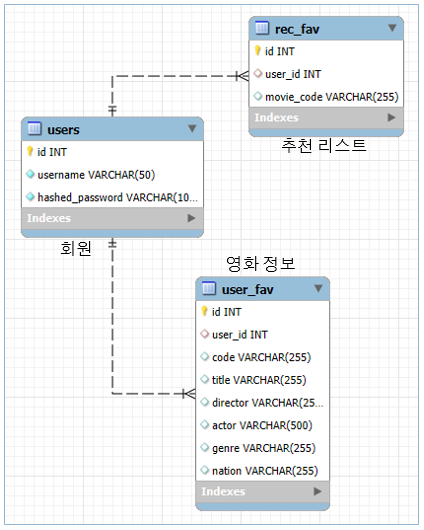 rec_fav
id INT
user_id INT
movie_code VARCHAR(255)
Indexes
추천 리스트
users
id INT
username VARCHAR(50)
hashed_password VARCHAR(10...
Indexes
회원
영화 정보
user_fav
id INT
user_id INT
code VARCHAR(255)
title VARCHAR(255)
director VARCHAR(25...
actor VARCHAR(500)
genre VARCHAR(255)
nation VARCHAR(255)
Indexes